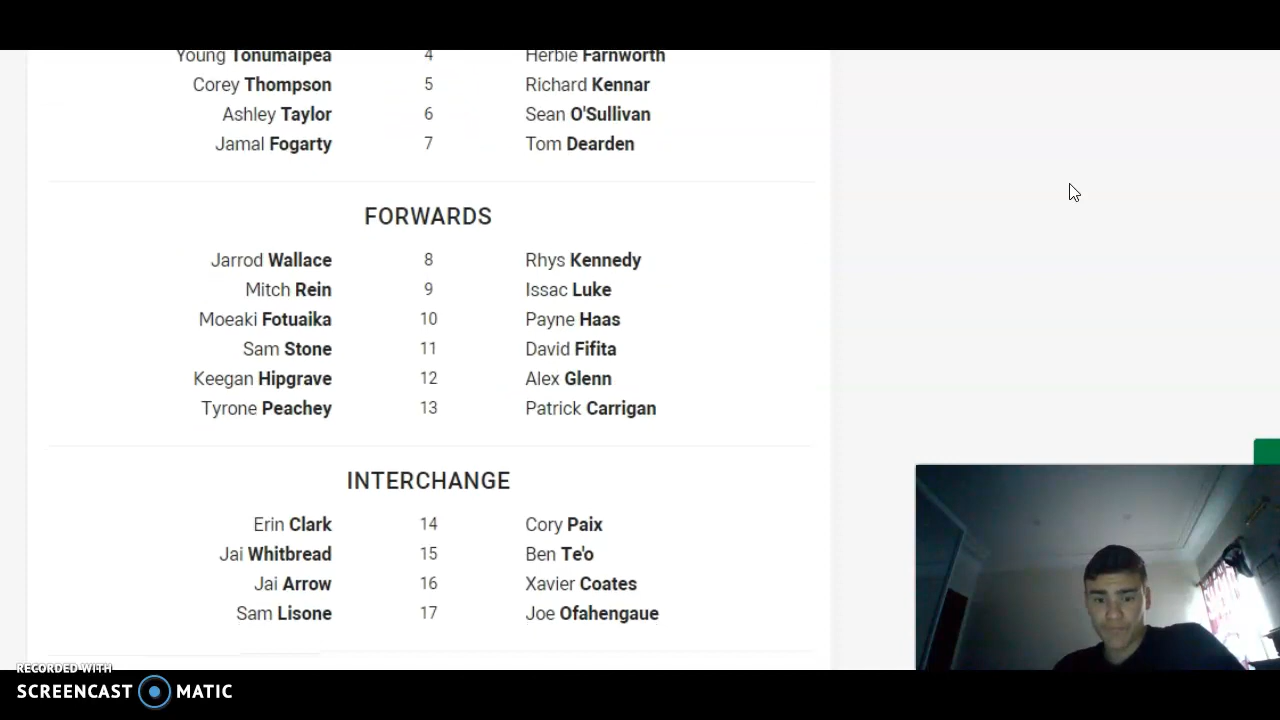 Young Tonumaipea 4 Herbie Farnworth
Corey Thompson 5 Richard Kennar
Ashley Taylor 6 Sean O'Sullivan
Jamal Fogarty 7 Tom Dearden
FORWARDS
Jarrod Wallace 8 Rhys Kennedy
Mitch Rein 9 Issac Luke
Moeaki Fotuaika 10 Payne Haas
Sam Stone 11 David Fifita
Keegan Hipgrave 12 Alex Glenn
Tyrone Peachey 13 Patrick Carrigan
INTERCHANGE
Erin Clark 14 Cory Paix
Jai Whitbread 15 Ben Te'o
Jai Arrow 16 Xavier Coates
Sam Lisone 17 Joe Ofahengaue
RECORDED WITH
SCREENCAST MATIC